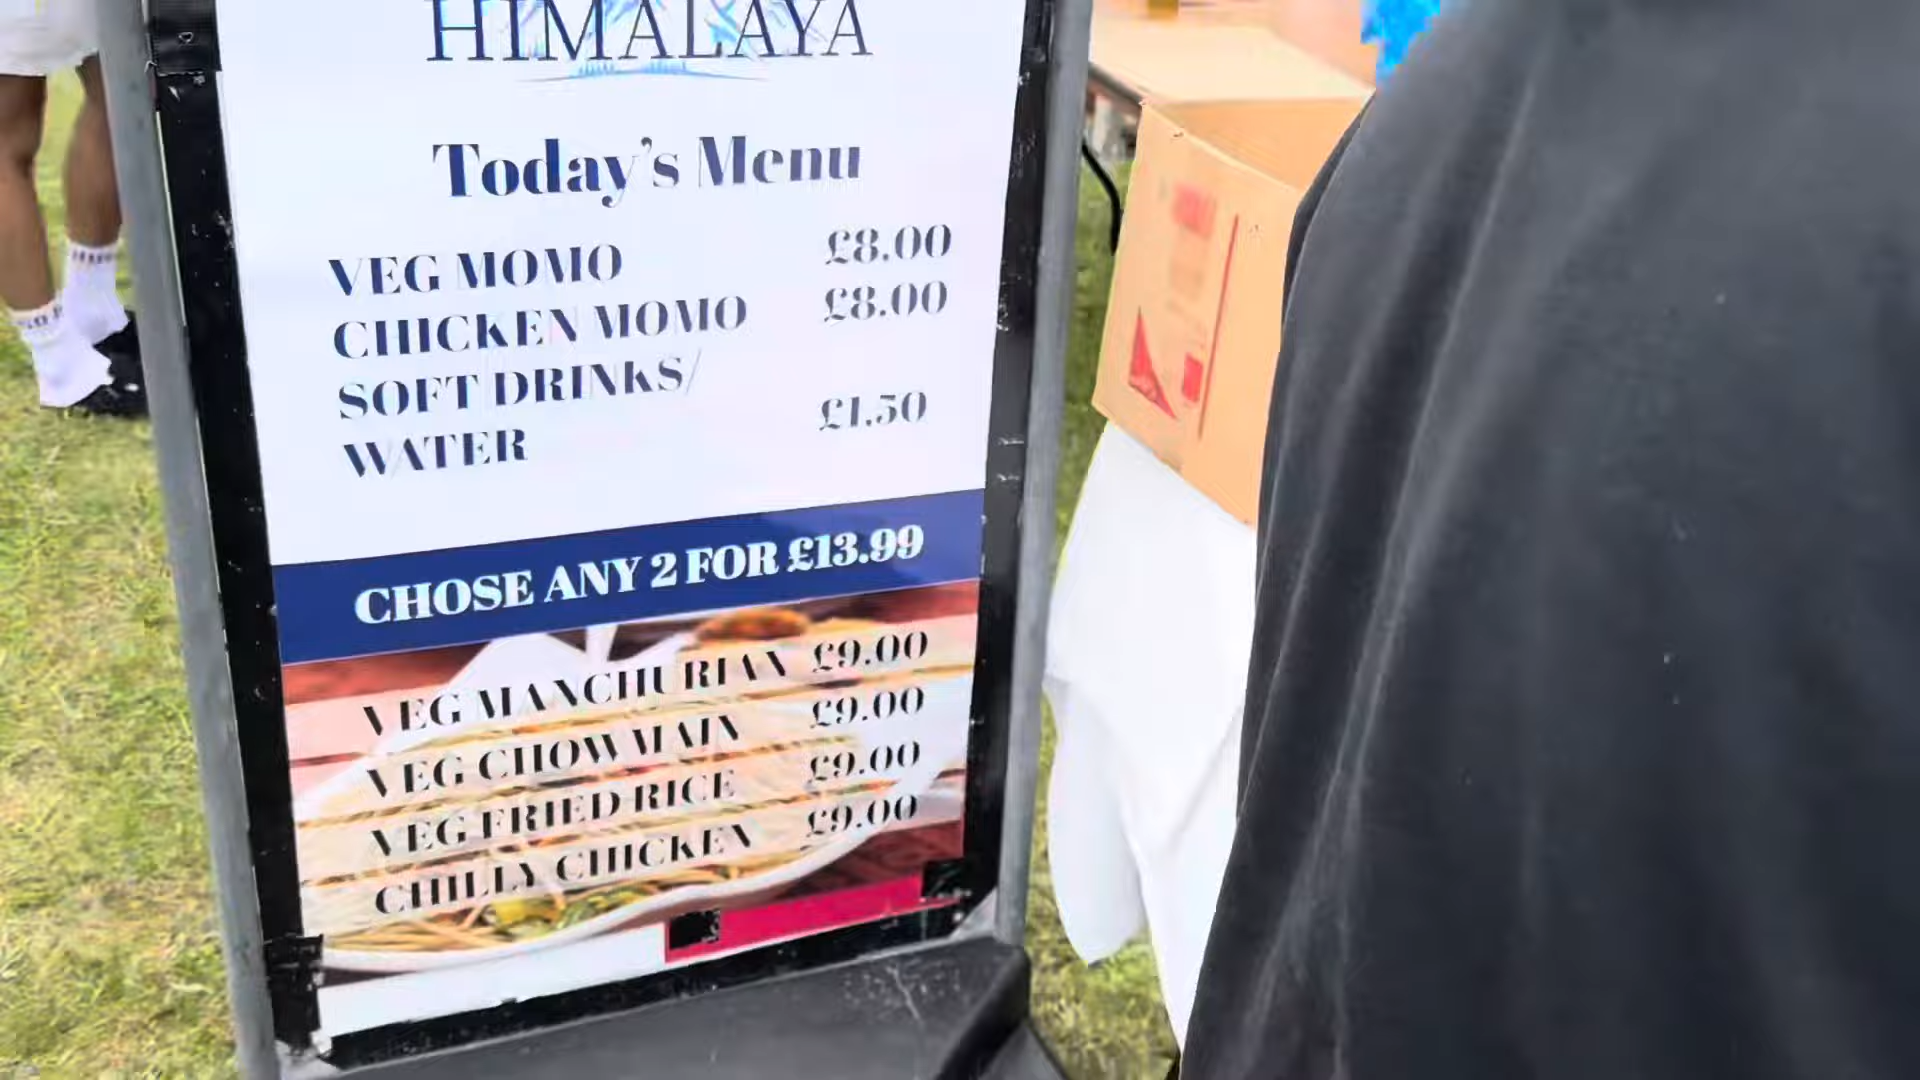 HIMALAYA
Today's Menu
VEG MOMO £8.00
CHICKEN MOMO £8.00
SOFT DRINKS/
WATER £1.50
CHOSE ANY 2 FOR £13.99
VEG MANCHURIAN £9.00
VEG CHOW MAIN £9.00
VEG FRIED RICE £9.00
CHILLY CHICKEN £9.00